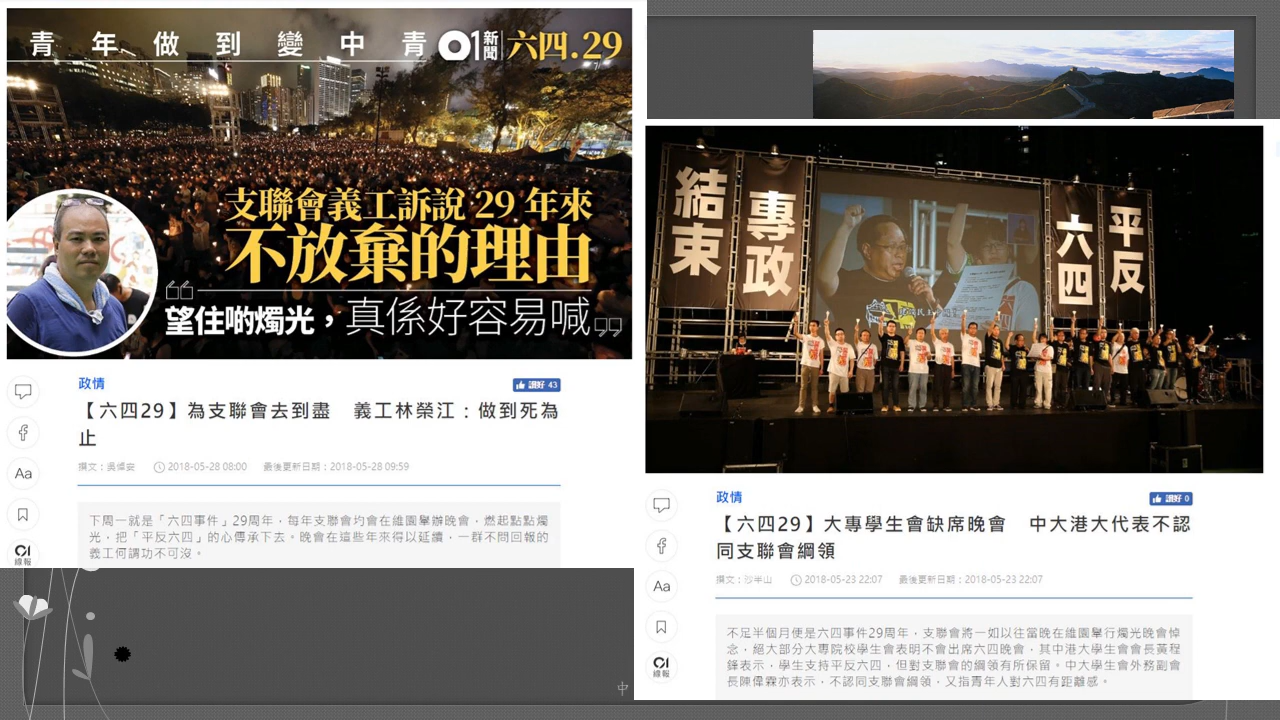 青年做到變中青
01新聞 六四.29
支聯會義工訴說 29 年來
不放棄的理由
望住啲燭光，真係好容易喊
政情
讚好 43
【六四29】為支聯會去到盡　義工林榮江：做到死為
止
2018-05-28 08:00 最後更新日期：2018-05-28 09:59
Aa
下周一就是「六四事件」29周年，每年支聯會均會在維園舉辦晚會，燃起點點燭
光，把「平反六四」的心傳承下去。晚會在這些年來得以延續，一群不問回報的
義工何謂功不可沒。
01
線報
中
結束
專政
六四
平反
政情
讚好 0
【六四29】大專學生會缺席晚會　中大港大代表不認
同支聯會綱領
撰文：沙半山 2018-05-23 22:07 最後更新日期：2018-05-23 22:07
Aa
不足半個月便是六四事件29周年，支聯會將一如以往當晚在維園舉行燭光晚會悼
念，絕大部分大專院校學生會表明不會出席六四晚會，其中港大學生會會長黃程
鋒表示，學生支持平反六四，但對支聯會的綱領有所保留。中大學生會外務副會
長陳偉霖亦表示，不認同支聯會綱領，又指青年人對六四有距離感。
01
線報